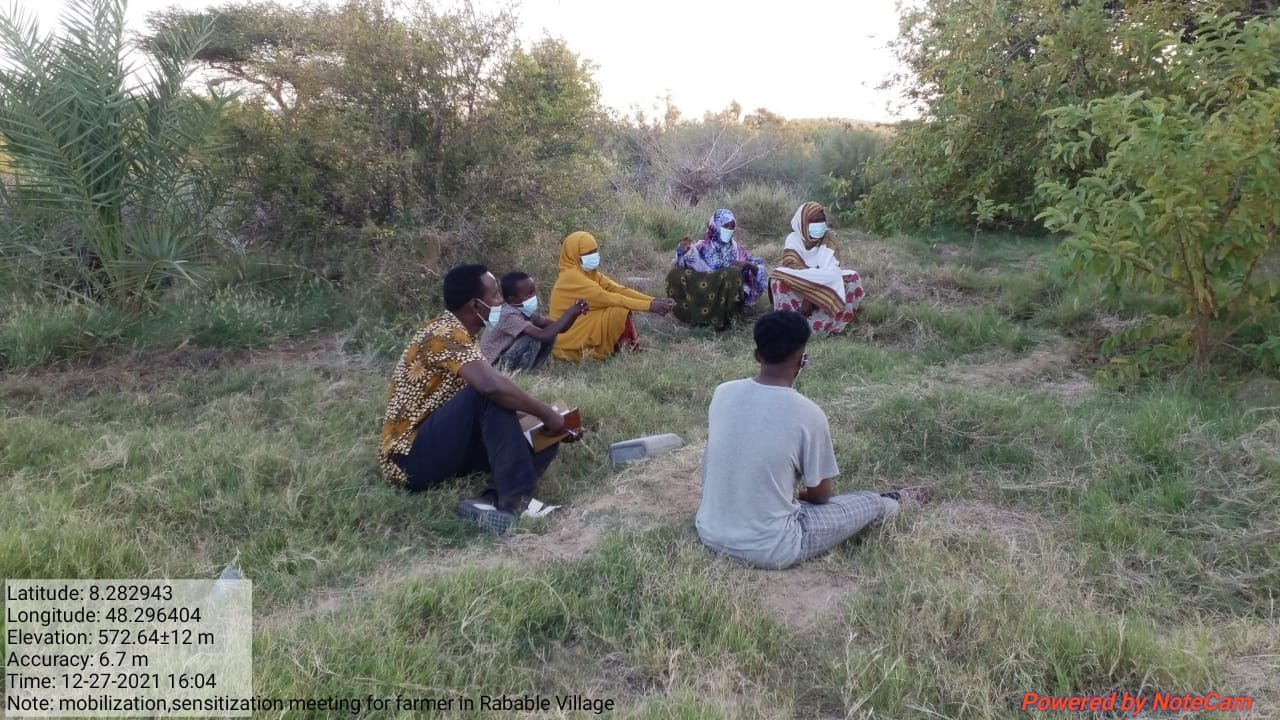 Latitude: 8.282943
Longitude: 48.296404
Elevation: 572.64±12 m
Accuracy: 6.7 m
Time: 12-27-2021 16:04
Note: mobilization,sensitization meeting for farmer in Rabable Village
Powered by NoteCam